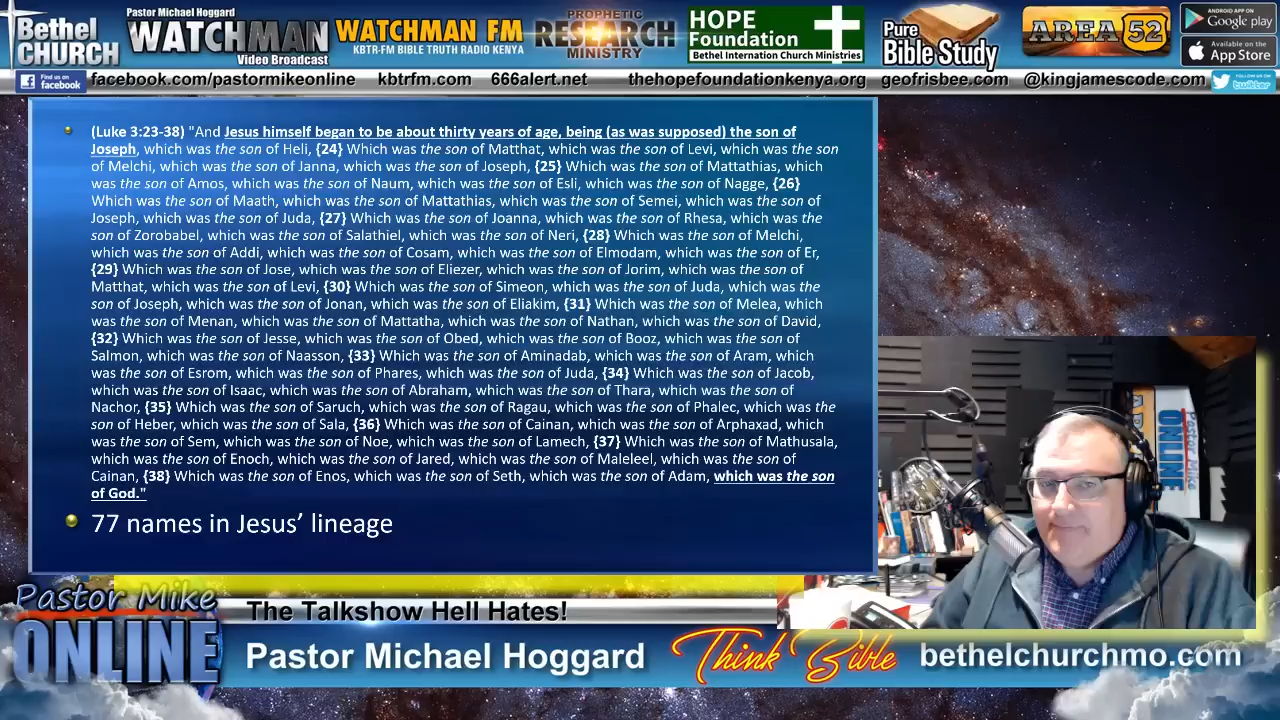 Bethel
CHURCH
Pastor Michael Hoggard
WATCHMAN
Video Broadcast
WATCHMAN FM
KBTR-FM BIBLE TRUTH RADIO KENYA
PROPHETIC
RESEARCH
MINISTRY
HOPE
Foundation
Bethel Internation Church Ministries
Pure
Bible Study
AREA 52
ANDROID APP ON
Google play
Available on the
App Store
Find us on
facebook
facebook.com/pastormikeonline kbtrfm.com 666alert.net thehopefoundationkenya.org geofrisbee.com @kingjamescode.com
FOLLOW US ON
twitter
(Luke 3:23-38) "And Jesus himself began to be about thirty years of age, being (as was supposed) the son of
Joseph, which was the son of Heli, {24} Which was the son of Matthat, which was the son of Levi, which was the son
of Melchi, which was the son of Janna, which was the son of Joseph, {25} Which was the son of Mattathias, which
was the son of Amos, which was the son of Naum, which was the son of Esli, which was the son of Nagge, {26}
Which was the son of Maath, which was the son of Mattathias, which was the son of Semei, which was the son of
Joseph, which was the son of Juda, {27} Which was the son of Joanna, which was the son of Rhesa, which was the
son of Zorobabel, which was the son of Salathiel, which was the son of Neri, {28} Which was the son of Melchi,
which was the son of Addi, which was the son of Cosam, which was the son of Elmodam, which was the son of Er,
{29} Which was the son of Jose, which was the son of Eliezer, which was the son of Jorim, which was the son of
Matthat, which was the son of Levi, {30} Which was the son of Simeon, which was the son of Juda, which was the
son of Joseph, which was the son of Jonan, which was the son of Eliakim, {31} Which was the son of Melea, which
was the son of Menan, which was the son of Mattatha, which was the son of Nathan, which was the son of David,
{32} Which was the son of Jesse, which was the son of Obed, which was the son of Booz, which was the son of
Salmon, which was the son of Naasson, {33} Which was the son of Aminadab, which was the son of Aram, which
was the son of Esrom, which was the son of Phares, which was the son of Juda, {34} Which was the son of Jacob,
which was the son of Isaac, which was the son of Abraham, which was the son of Thara, which was the son of
Nachor, {35} Which was the son of Saruch, which was the son of Ragau, which was the son of Phalec, which was the
son of Heber, which was the son of Sala, {36} Which was the son of Cainan, which was the son of Arphaxad, which
was the son of Sem, which was the son of Noe, which was the son of Lamech, {37} Which was the son of Mathusala,
which was the son of Enoch, which was the son of Jared, which was the son of Maleleel, which was the son of
Cainan, {38} Which was the son of Enos, which was the son of Seth, which was the son of Adam, which was the son
of God."
77 names in Jesus' lineage
Pastor Mike
ONLINE
Pastor Mike
ONLINE
The Talkshow Hell Hates!
Pastor Michael Hoggard
Think Bible
bethelchurchmo.com